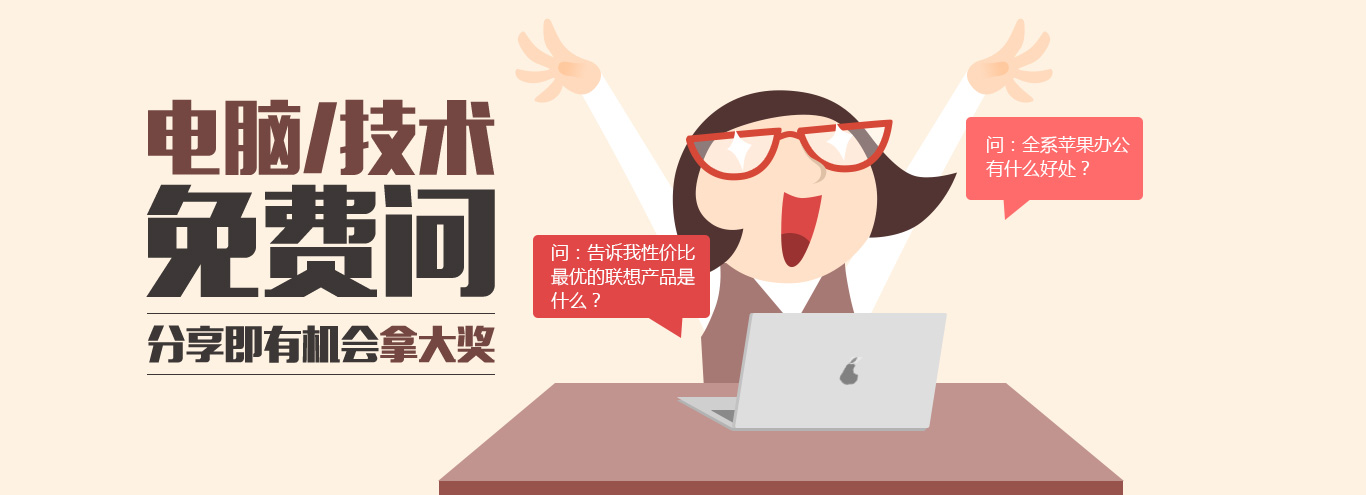 电脑/技术
免费问
分享即有机会拿大奖
问：告诉我性价比
最优的联想产品是
什么？
问：全系苹果办公
有什么好处？